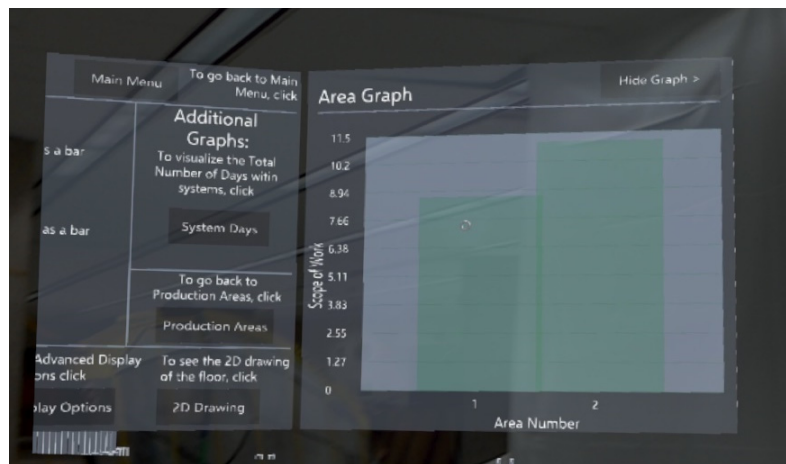 Main Menu
To go back to Main
Menu, click
s a bar
as a bar
Additional
Graphs:
To visualize the Total
Number of Days witin
systems, click
System Days
To go back to
Production Areas, click
Production Areas
Advanced Display
ons click
lay Options
To see the 2D drawing
of the floor, click
2D Drawing
Area Graph
Hide Graph >
Scope of Work
11.5
10.2
8.94
7.66
6.38
5.11
3.83
2.55
1.27
0
1
2
Area Number